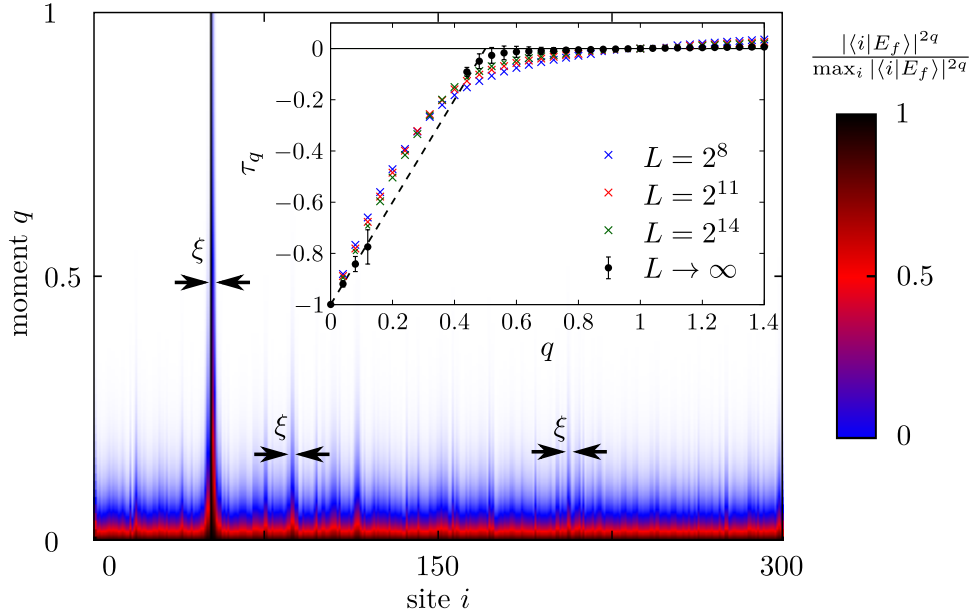 1
0.5
0
moment q
ξ
ξ
ξ
0
150
300
site i
0
−0.2
−0.4
−0.6
−0.8
−1
τ_q
0
0.2
0.4
0.6
0.8
1
1.2
1.4
q
L = 2^8
L = 2^11
L = 2^14
L → ∞
|⟨i|E_f⟩|^{2q}
max_i |⟨i|E_f⟩|^{2q}
1
0.5
0